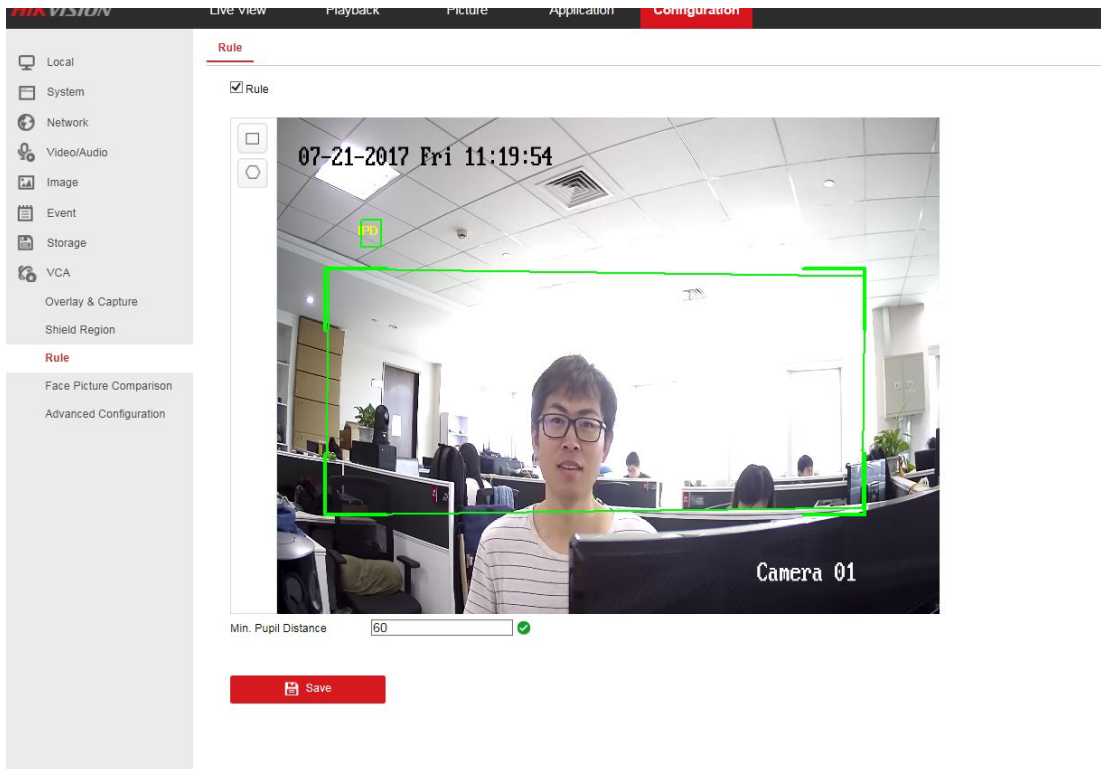 HIKVISION
Live View Playback Picture Application Configuration
Rule
Local
System
Network
Video/Audio
Image
Event
Storage
VCA
Overlay & Capture
Shield Region
Rule
Face Picture Comparison
Advanced Configuration
Rule
07-21-2017 Fri 11:19:54
IPD
Camera 01
Min. Pupil Distance 60
Save